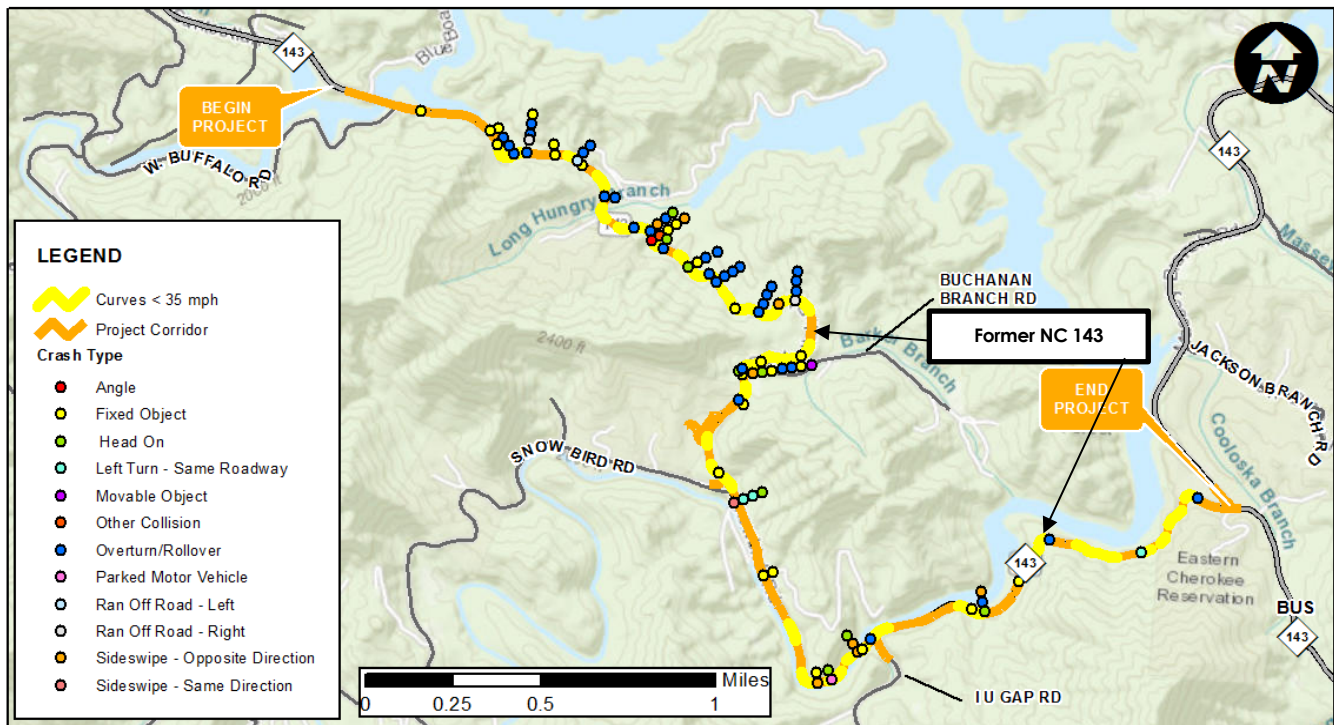 143
Blue Boa
BEGIN
PROJECT
W. BUFFALO RD
2000 ft
N
143
Masse
Long Hungry Branch
LEGEND
Curves < 35 mph
Project Corridor
Crash Type
Angle
Fixed Object
Head On
Left Turn - Same Roadway
Movable Object
Other Collision
Overturn/Rollover
Parked Motor Vehicle
Ran Off Road - Left
Ran Off Road - Right
Sideswipe - Opposite Direction
Sideswipe - Same Direction
BUCHANAN
BRANCH RD
2400 ft
Former NC 143
Barker Branch
JACKSON BRANCH RD
END
PROJECT
Cooloska Branch
SNOW BIRD RD
143
Eastern
Cherokee
Reservation
BUS
143
Miles
0
0.25
0.5
1
I U GAP RD